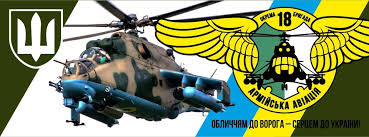 ОКРЕМА 18 БРИГАДА
АРМІЙСЬКА АВІАЦІЯ
ОБЛИЧЧЯМ ДО ВОРОГА – СЕРЦЕМ ДО УКРАЇНИ!